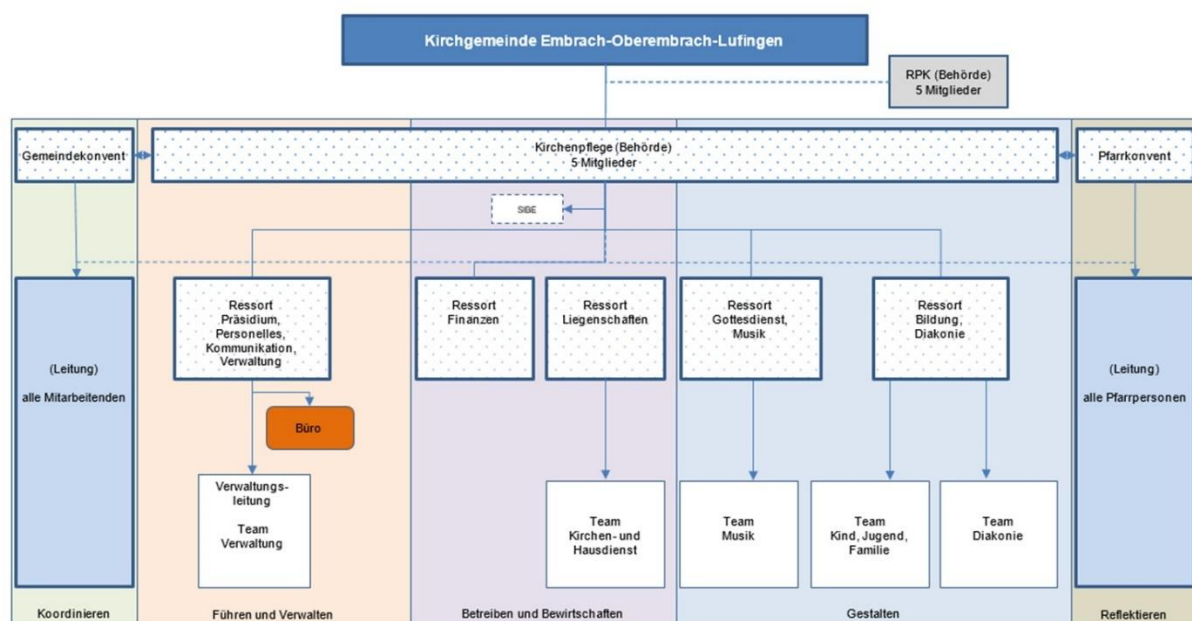 Kirchgemeinde Embrach-Oberembrach-Lufingen
RPK (Behörde)
5 Mitglieder
Gemeindekonvent
Kirchenpflege (Behörde)
5 Mitglieder
Pfarrkonvent
SIBE
Ressort
Präsidium,
Personelles,
Kommunikation,
Verwaltung
Ressort
Finanzen
Ressort
Liegenschaften
Ressort
Gottesdienst,
Musik
Ressort
Bildung,
Diakonie
(Leitung)
alle Mitarbeitenden
(Leitung)
alle Pfarrpersonen
Büro
Verwaltungs-
leitung
Team
Verwaltung
Team
Kirchen- und
Hausdienst
Team
Musik
Team
Kind, Jugend,
Familie
Team
Diakonie
Koordinieren
Führen und Verwalten
Betreiben und Bewirtschaften
Gestalten
Reflektieren